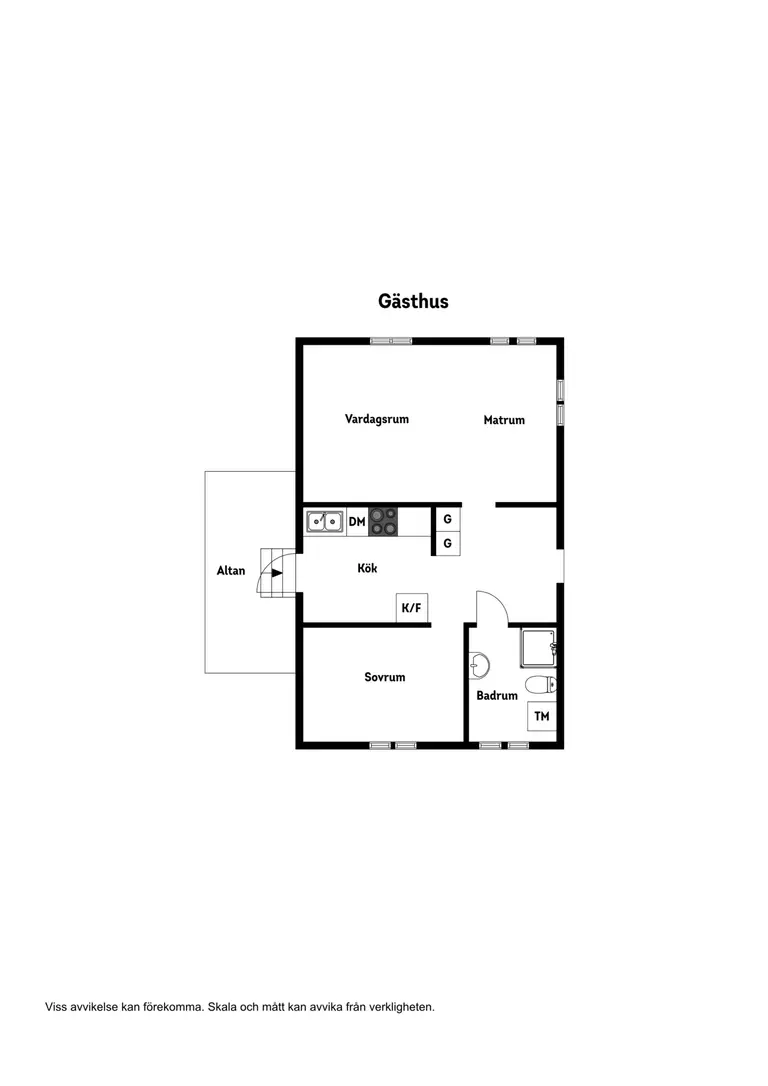 Gästhus
Vardagsrum
Matrum
DM
G
G
Altan
Kök
K/F
Sovrum
Badrum
TM
Viss avvikelse kan förekomma. Skala och mått kan avvika från verkligheten.